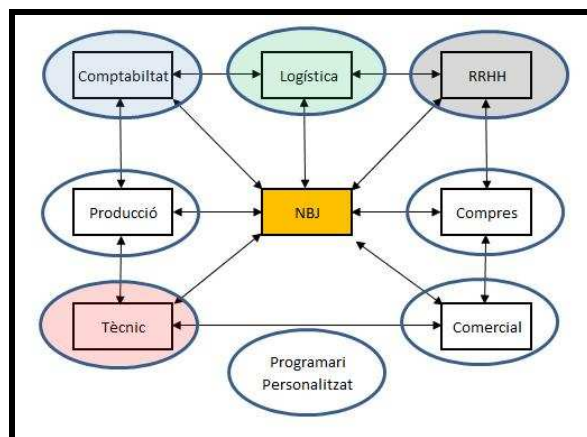 Comptabiltat
Logística
RRHH
Producció
NBJ
Compres
Tècnic
Comercial
Programari
Personalitzat